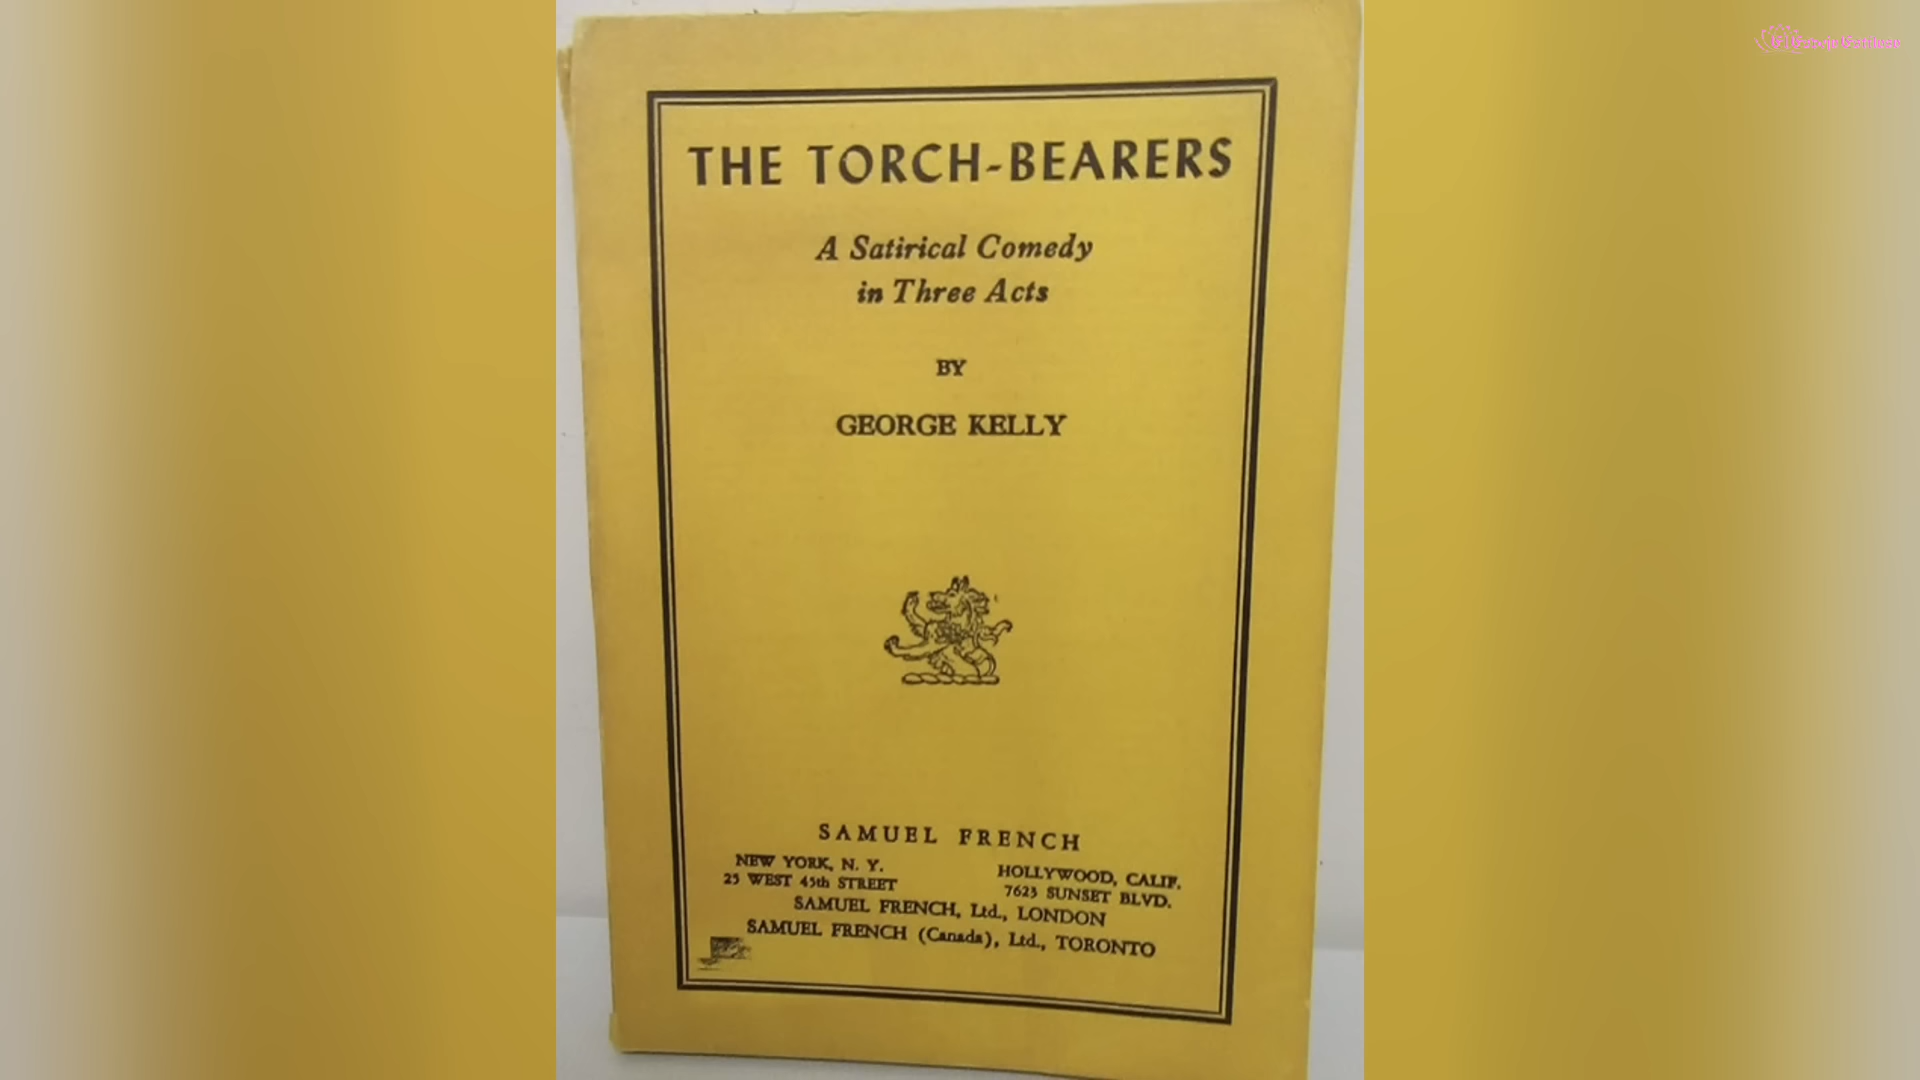 THE TORCH-BEARERS
A Satirical Comedy
in Three Acts
BY
GEORGE KELLY
SAMUEL FRENCH
NEW YORK, N. Y.
25 WEST 45th STREET
HOLLYWOOD, CALIF.
7623 SUNSET BLVD.
SAMUEL FRENCH, Ltd., LONDON
SAMUEL FRENCH (Canada), Ltd., TORONTO